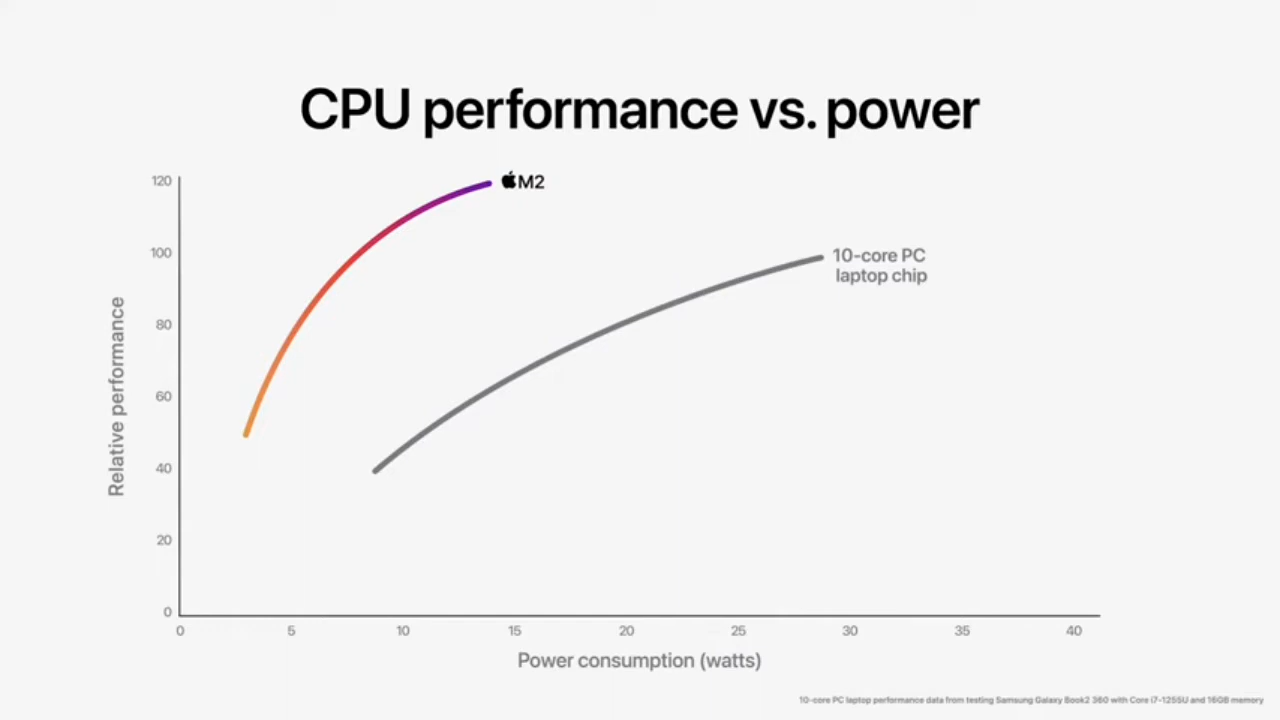 CPU performance vs. power
120
100
80
60
40
20
0
Relative performance
M2
10-core PC
laptop chip
0 5 10 15 20 25 30 35 40
Power consumption (watts)
10-core PC laptop performance data from testing Samsung Galaxy Book2 360 with Core i7-1255U and 16GB memory